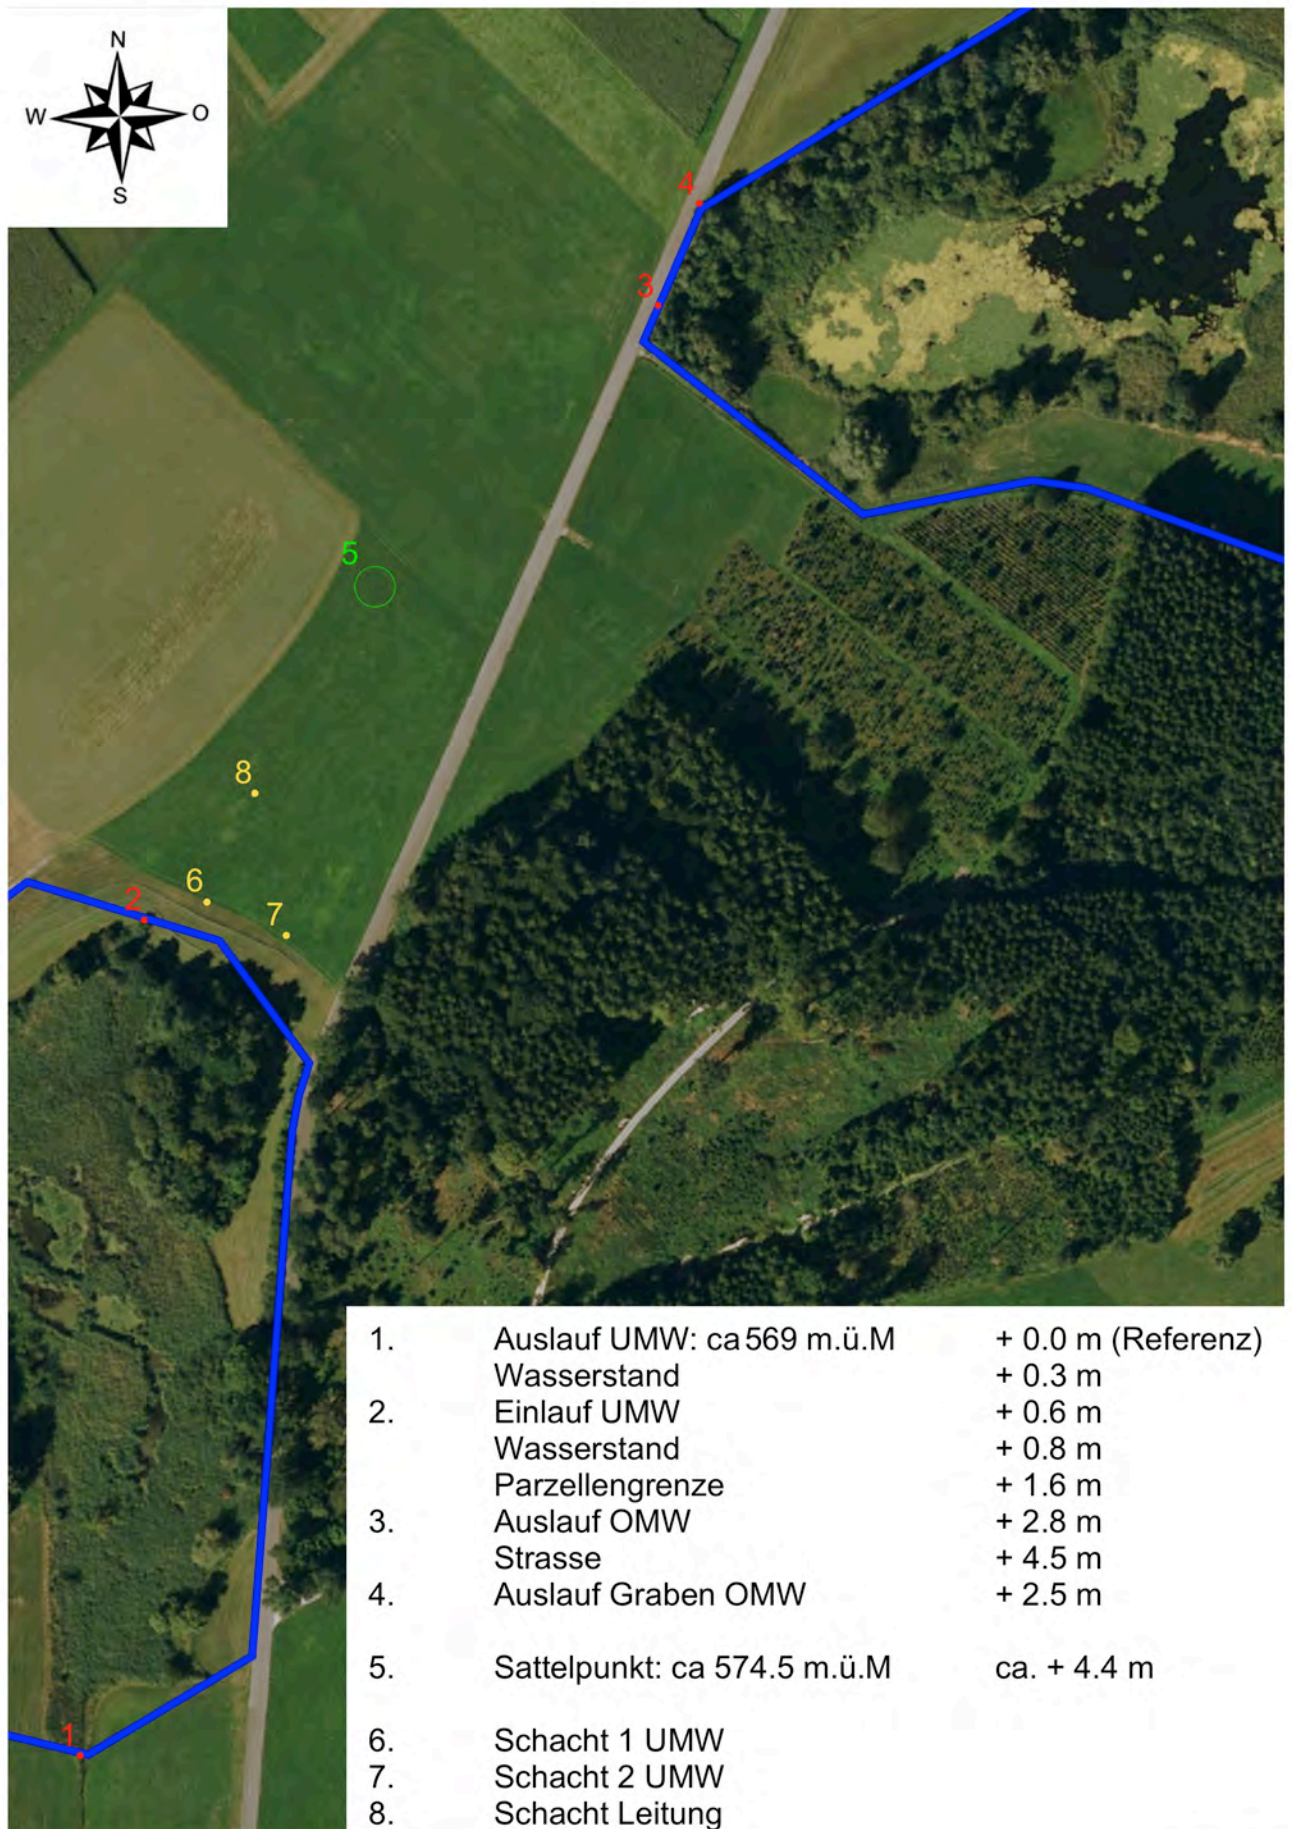 N
W
O
S
4
3
5
8
6
2
7
1
1. Auslauf UMW: ca 569 m.ü.M + 0.0 m (Referenz)
Wasserstand + 0.3 m
2. Einlauf UMW + 0.6 m
Wasserstand + 0.8 m
Parzellengrenze + 1.6 m
3. Auslauf OMW + 2.8 m
Strasse + 4.5 m
4. Auslauf Graben OMW + 2.5 m
5. Sattelpunkt: ca 574.5 m.ü.M ca. + 4.4 m
6. Schacht 1 UMW
7. Schacht 2 UMW
8. Schacht Leitung